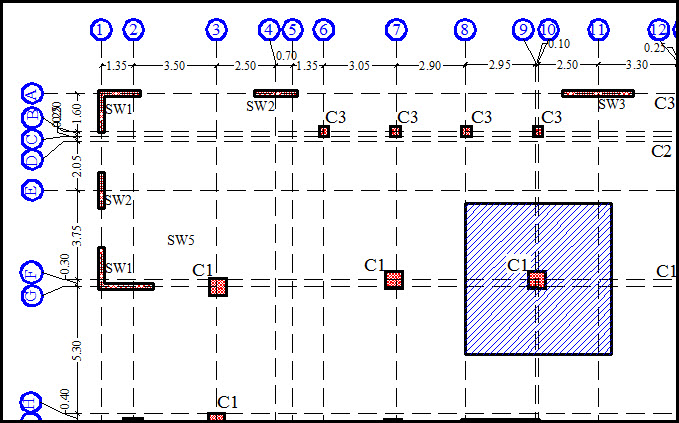 1 2 3 4 5 6 7 8 9 10 11 12
0.70 0.10 0.25
1.35 3.50 2.50 1.35 3.05 2.90 2.95 2.50 3.30
3.05
A
SW1 SW2 SW3 C3
B
1.60
C3 C3 C3 C3
C
D
C2
2.05
E
SW2
3.75
SW5
F
0.30
SW1 C1 C1 C1 C1
G
5.30
H
0.40
C1